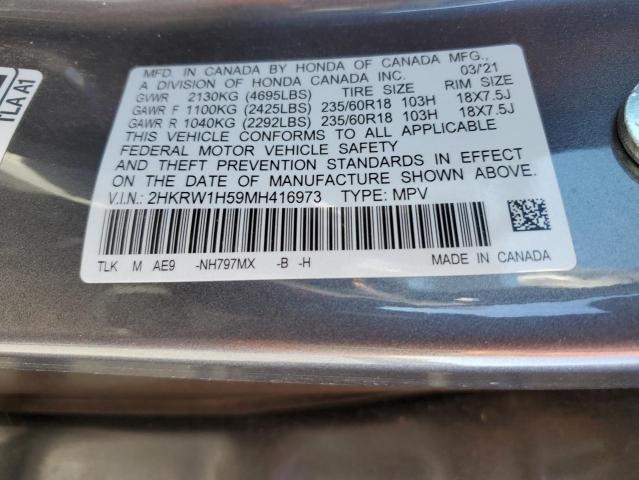 MFD. IN CANADA BY HONDA OF CANADA MFG.,
A DIVISION OF HONDA CANADA INC. 03/'21
GVWR 2130KG (4695LBS) TIRE SIZE RIM SIZE
GAWR F 1100KG (2425LBS) 235/60R18 103H 18X7.5J
GAWR R 1040KG (2292LBS) 235/60R18 103H 18X7.5J
THIS VEHICLE CONFORMS TO ALL APPLICABLE
FEDERAL MOTOR VEHICLE SAFETY
AND THEFT PREVENTION STANDARDS IN EFFECT
ON THE DATE OF MANUFACTURE SHOWN ABOVE.
V.I.N.: 2HKRW1H59MH416973 TYPE: MPV
TLK M AE9 -NH797MX -B -H MADE IN CANADA
TLA A1